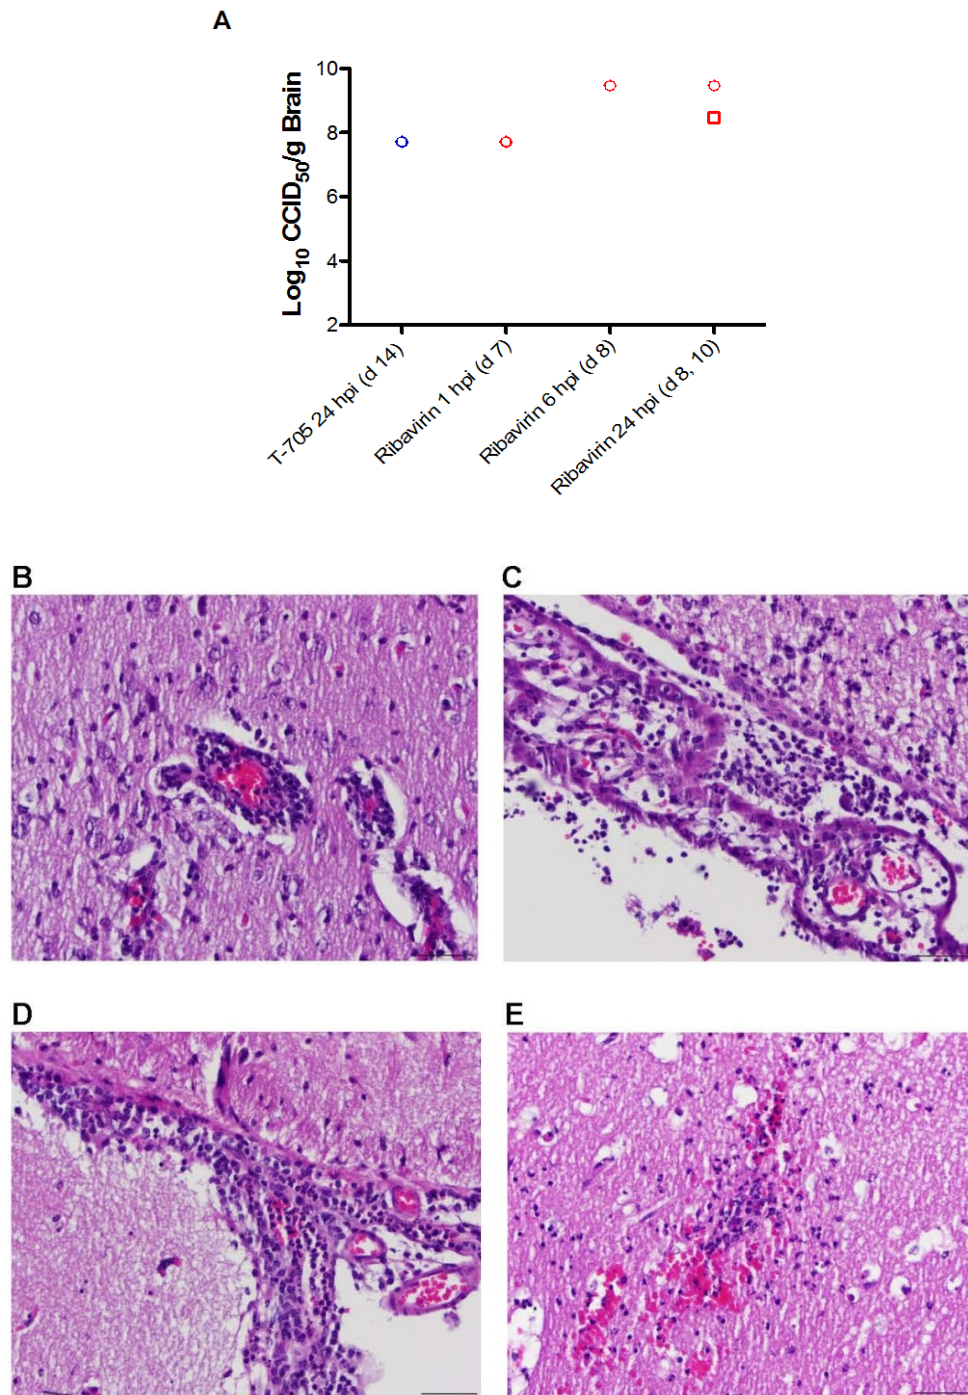 A
Log10 CCID50/g Brain
10
8
6
4
2
T-705 24 hpi (d 14)
Ribavirin 1 hpi (d 7)
Ribavirin 6 hpi (d 8)
Ribavirin 24 hpi (d 8, 10)
B
C
D
E